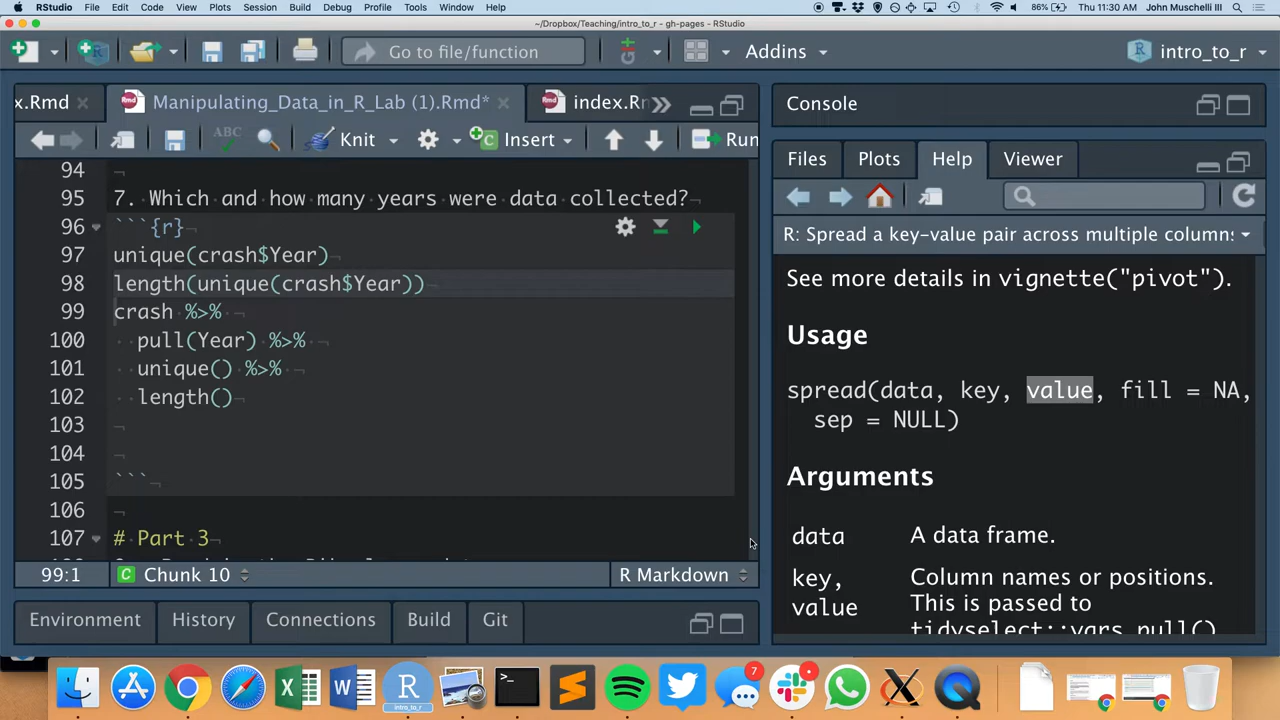 RStudio File Edit Code View Plots Session Build Debug Profile Tools Window Help 86% Thu 11:30 AM John Muschelli III
~/Dropbox/Teaching/intro_to_r - gh-pages - RStudio
Go to file/function Addins intro_to_r
x.Rmd Manipulating_Data_in_R_Lab (1).Rmd* index.Rn
Knit Insert Run
94
95 7. Which and how many years were data collected?
96 ```{r}
97 unique(crash$Year)
98 length(unique(crash$Year))
99 crash %>%
100 pull(Year) %>%
101 unique() %>%
102 length()
103
104
105 ```
106
107 # Part 3
99:1 Chunk 10 R Markdown
Environment History Connections Build Git
Console
Files Plots Help Viewer
R: Spread a key-value pair across multiple columns
See more details in vignette("pivot").
Usage
spread(data, key, value, fill = NA,
sep = NULL)
Arguments
data A data frame.
key, Column names or positions.
value This is passed to
tidyselect::vars_pull()
intro_to_r
7